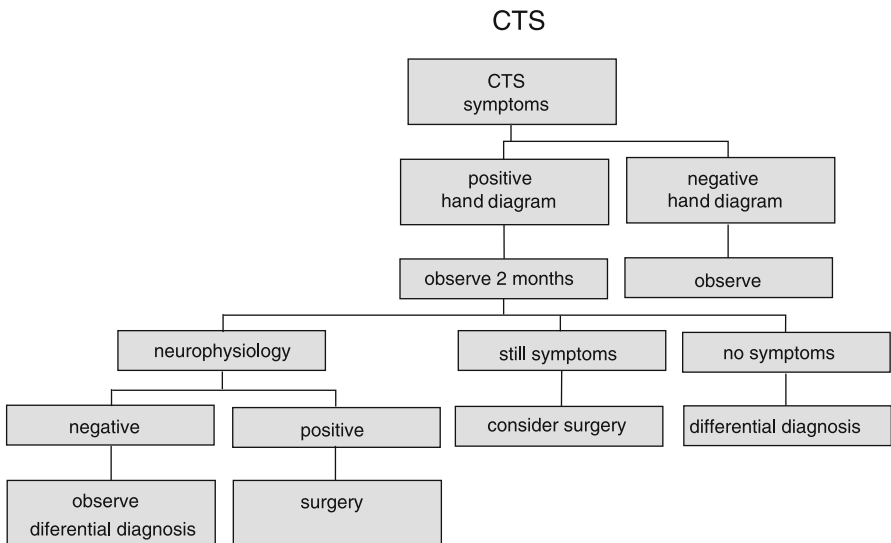 CTS
CTS
symptoms
positive
hand diagram
negative
hand diagram
observe 2 months
observe
neurophysiology
still symptoms
no symptoms
negative
positive
consider surgery
differential diagnosis
observe
diferential diagnosis
surgery